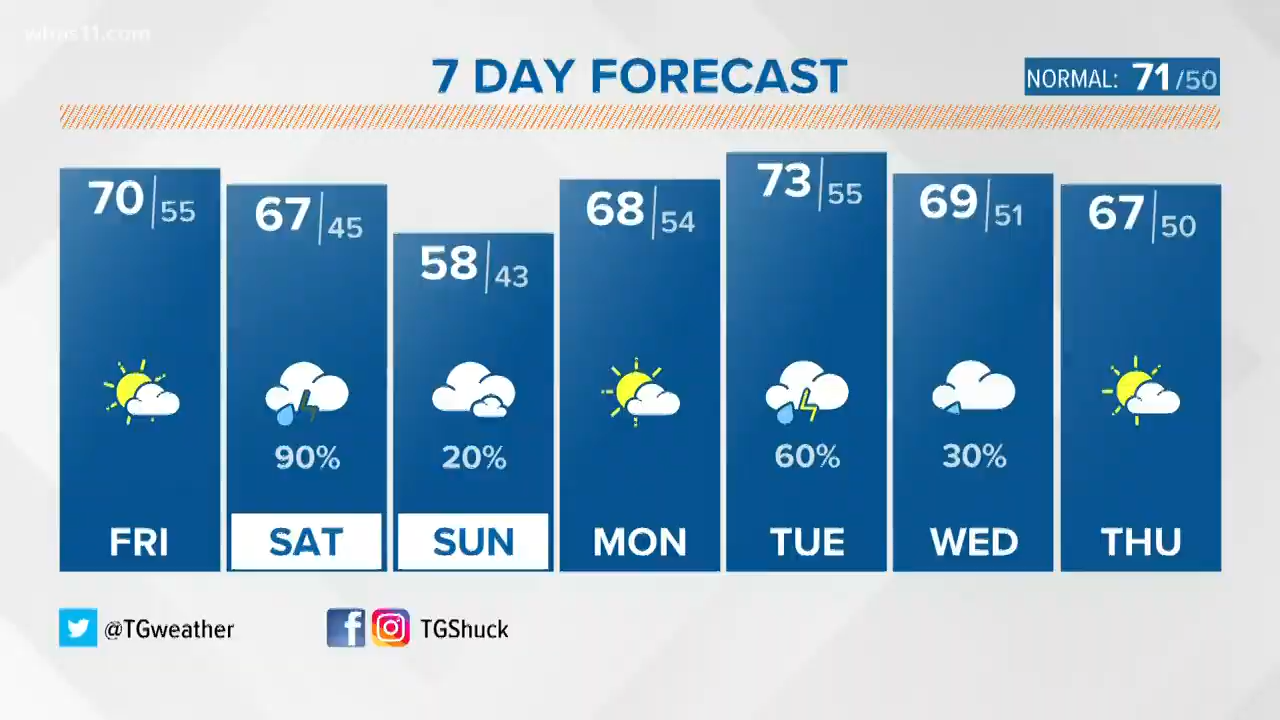 whas11.com
7 DAY FORECAST
NORMAL: 71/50
70|55
67|45
58|43
68|54
73|55
69|51
67|50
90%
20%
60%
30%
FRI
SAT
SUN
MON
TUE
WED
THU
@TGweather
TGShuck